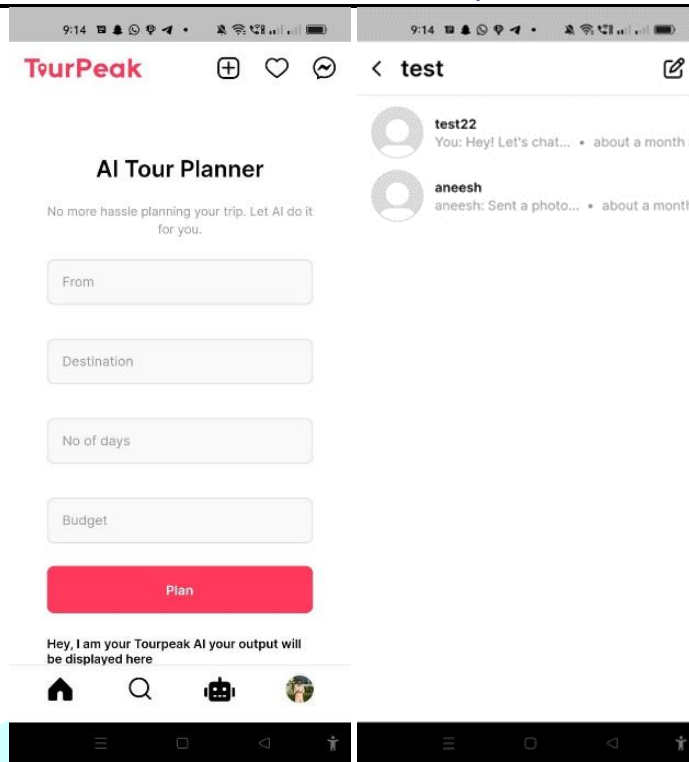 9:14
TourPeak
AI Tour Planner
No more hassle planning your trip. Let AI do it
for you.
From
Destination
No of days
Budget
Plan
Hey, I am your Tourpeak AI your output will
be displayed here
9:14
test
test22
You: Hey! Let's chat... • about a month
aneesh
aneesh: Sent a photo... • about a month